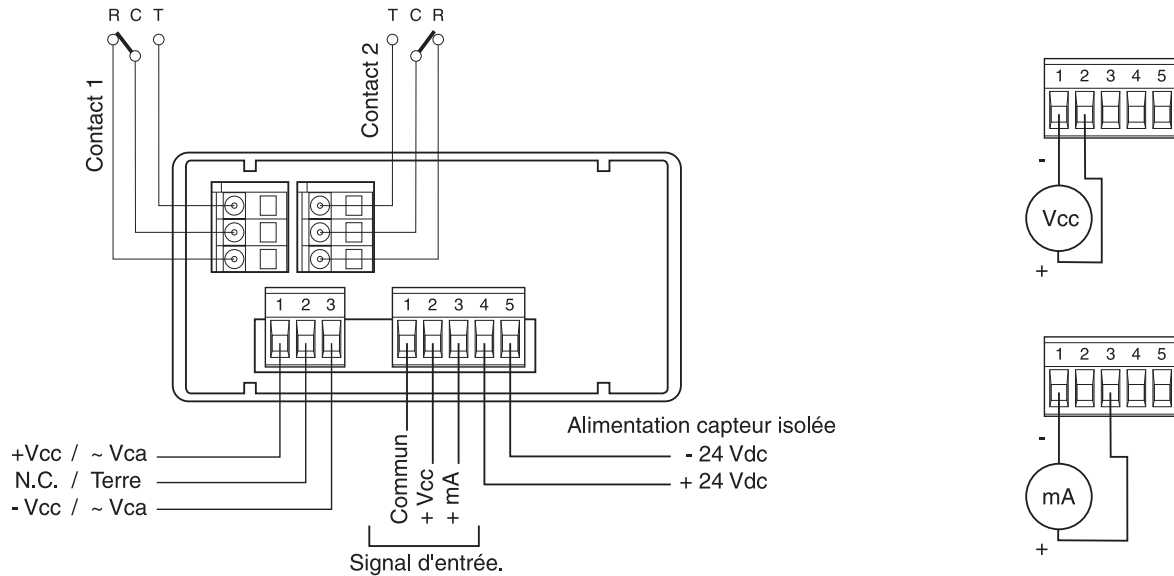 R C T
T C R
Contact 1
Contact 2
1 2 3
1 2 3 4 5
+Vcc / ~ Vca
N.C. / Terre
- Vcc / ~ Vca
Commun
+ Vcc
+ mA
Signal d'entrée.
Alimentation capteur isolée
- 24 Vdc
+ 24 Vdc
1 2 3 4 5
-
Vcc
+
1 2 3 4 5
-
mA
+